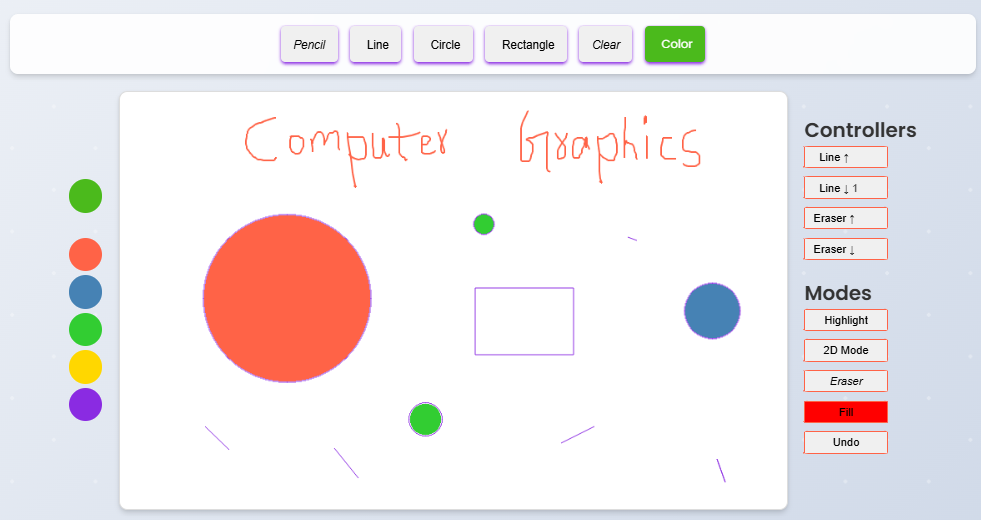 Pencil Line Circle Rectangle Clear Color
Computer Graphics
Controllers
Line ↑
Line ↓ 1
Eraser ↑
Eraser ↓
Modes
Highlight
2D Mode
Eraser
Fill
Undo